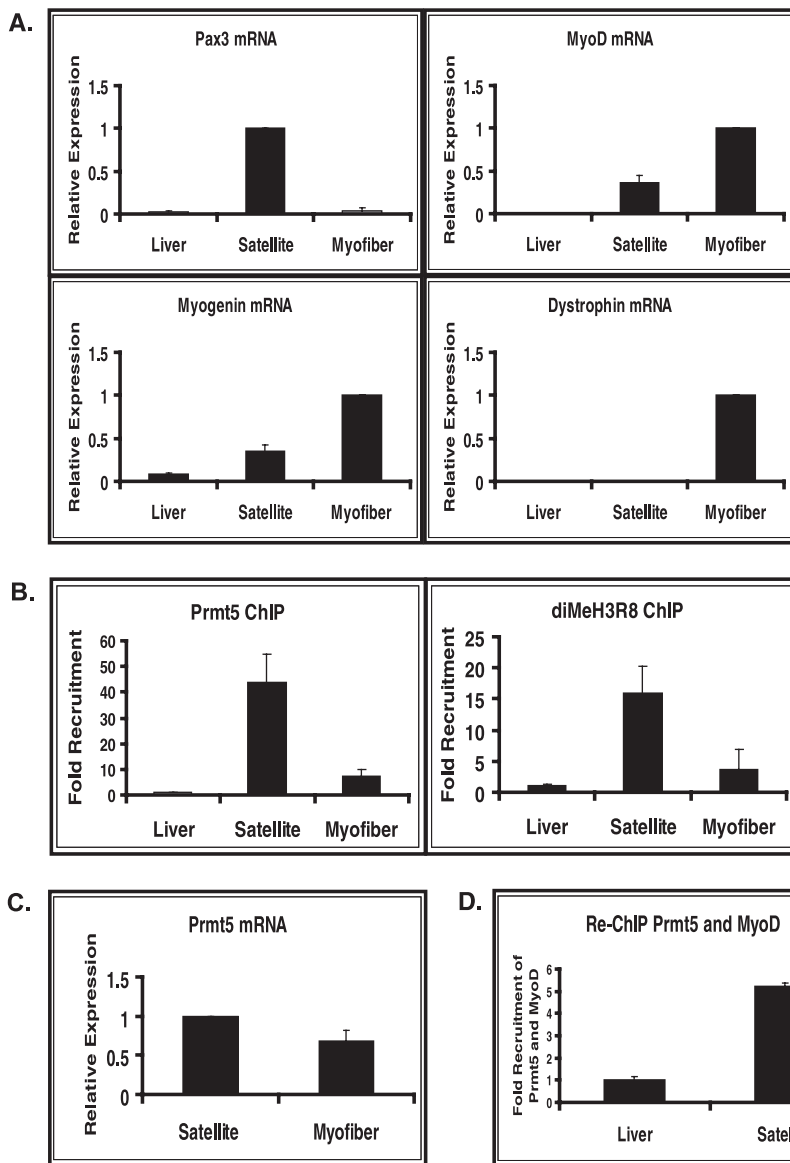 A.
Pax3 mRNA
Relative Expression
1.5
1
0.5
0
Liver Satellite Myofiber
MyoD mRNA
Relative Expression
1.5
1
0.5
0
Liver Satellite Myofiber
Myogenin mRNA
Relative Expression
1.5
1
0.5
0
Liver Satellite Myofiber
Dystrophin mRNA
Relative Expression
1.5
1
0.5
0
Liver Satellite Myofiber
B.
Prmt5 ChIP
Fold Recruitment
60
50
40
30
20
10
0
Liver Satellite Myofiber
diMeH3R8 ChIP
Fold Recruitment
25
20
15
10
5
0
Liver Satellite Myofiber
C.
Prmt5 mRNA
Relative Expression
1.5
1
0.5
0
Satellite Myofiber
D.
Re-ChIP Prmt5 and MyoD
Fold Recruitment of
Prmt5 and MyoD
6
5
4
3
2
1
0
Liver